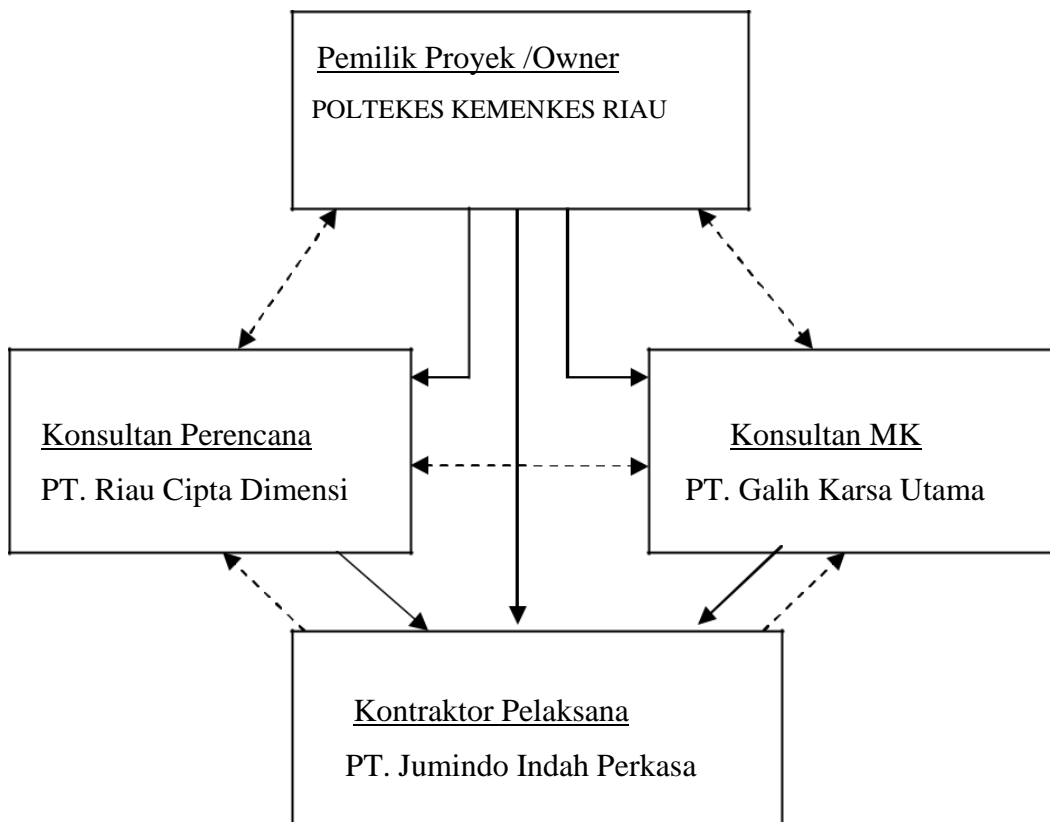 Pemilik Proyek /Owner
POLTEKES KEMENKES RIAU
Konsultan Perencana
PT. Riau Cipta Dimensi
Konsultan MK
PT. Galih Karsa Utama
Kontraktor Pelaksana
PT. Jumindo Indah Perkasa